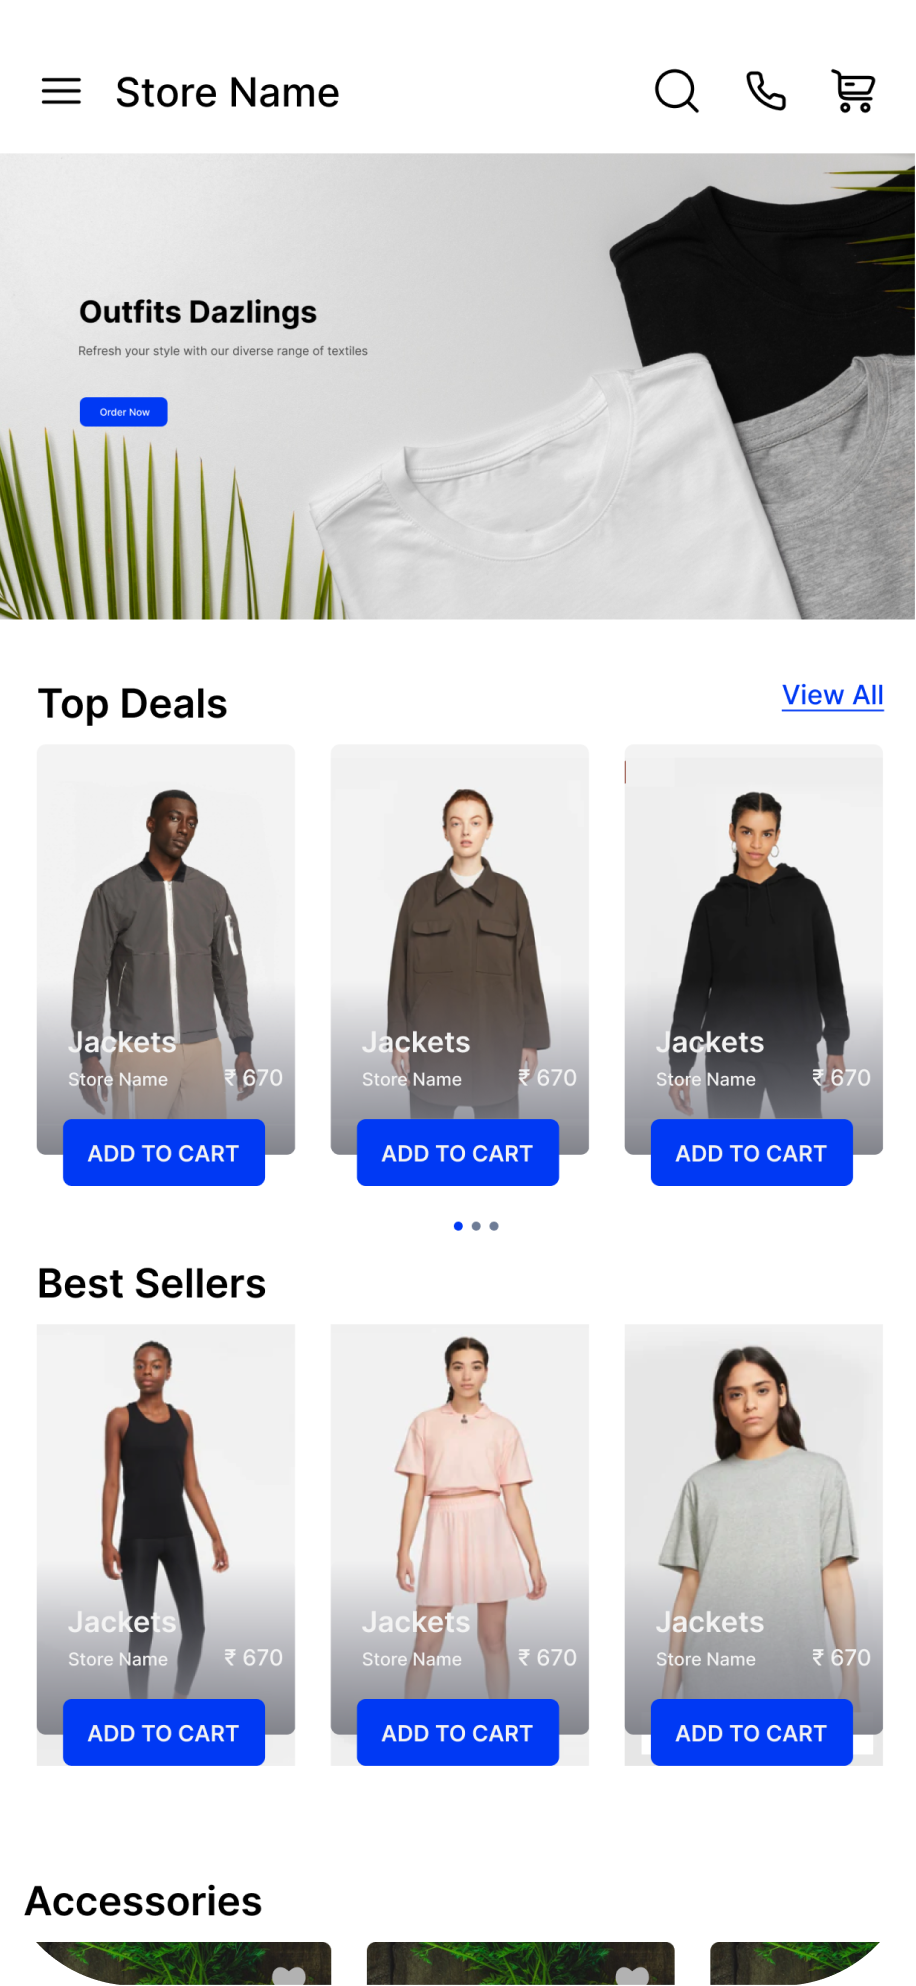 Store Name
Outfits Dazlings
Refresh your style with our diverse range of textiles
Order Now
Top Deals
View All
Jackets
Store Name
₹ 670
ADD TO CART
Jackets
Store Name
₹ 670
ADD TO CART
Jackets
Store Name
₹ 670
ADD TO CART
Best Sellers
Jackets
Store Name
₹ 670
ADD TO CART
Jackets
Store Name
₹ 670
ADD TO CART
Jackets
Store Name
₹ 670
ADD TO CART
Accessories